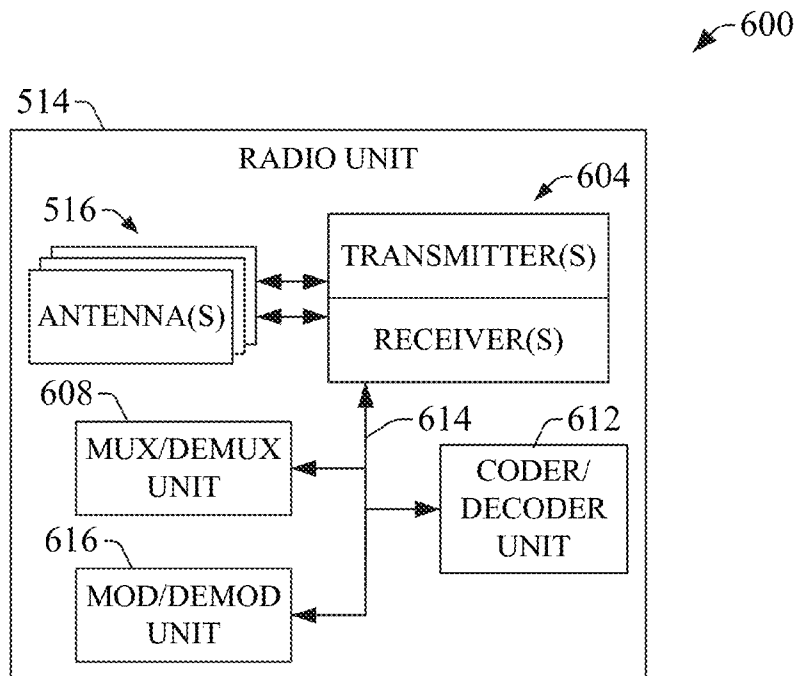 600
514
RADIO UNIT
604
516
TRANSMITTER(S)
ANTENNA(S)
RECEIVER(S)
608
614
612
MUX/DEMUX
UNIT
CODER/
DECODER
UNIT
616
MOD/DEMOD
UNIT